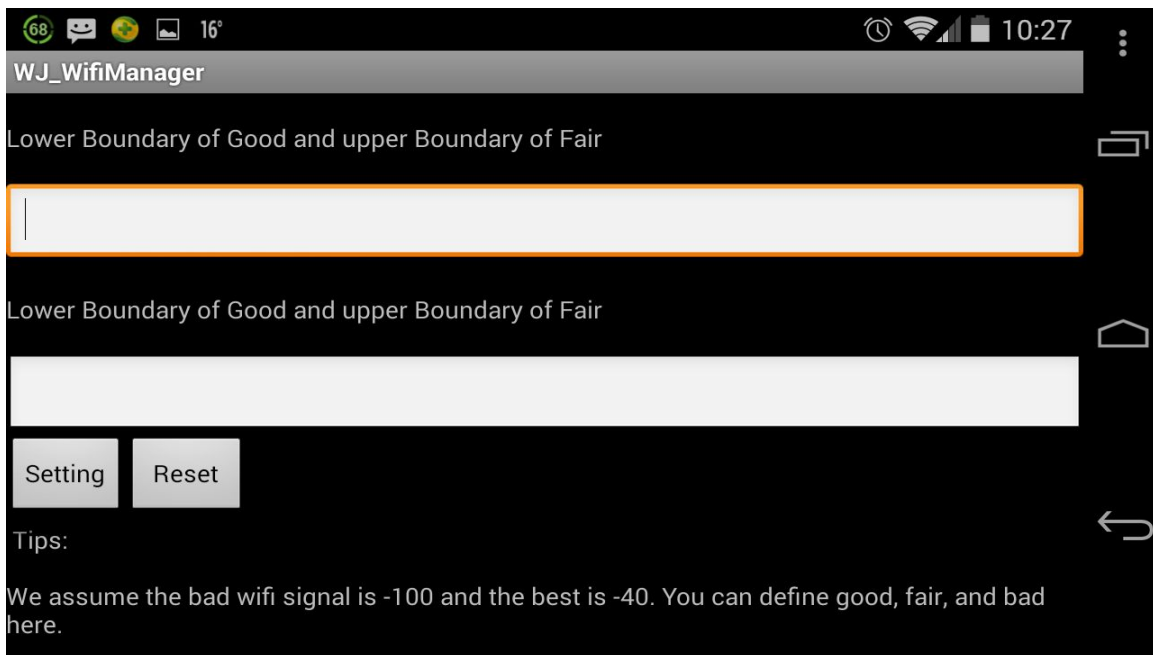 68 16° 10:27
WJ_WifiManager
Lower Boundary of Good and upper Boundary of Fair
Lower Boundary of Good and upper Boundary of Fair
Setting Reset
Tips:
We assume the bad wifi signal is -100 and the best is -40. You can define good, fair, and bad
here.